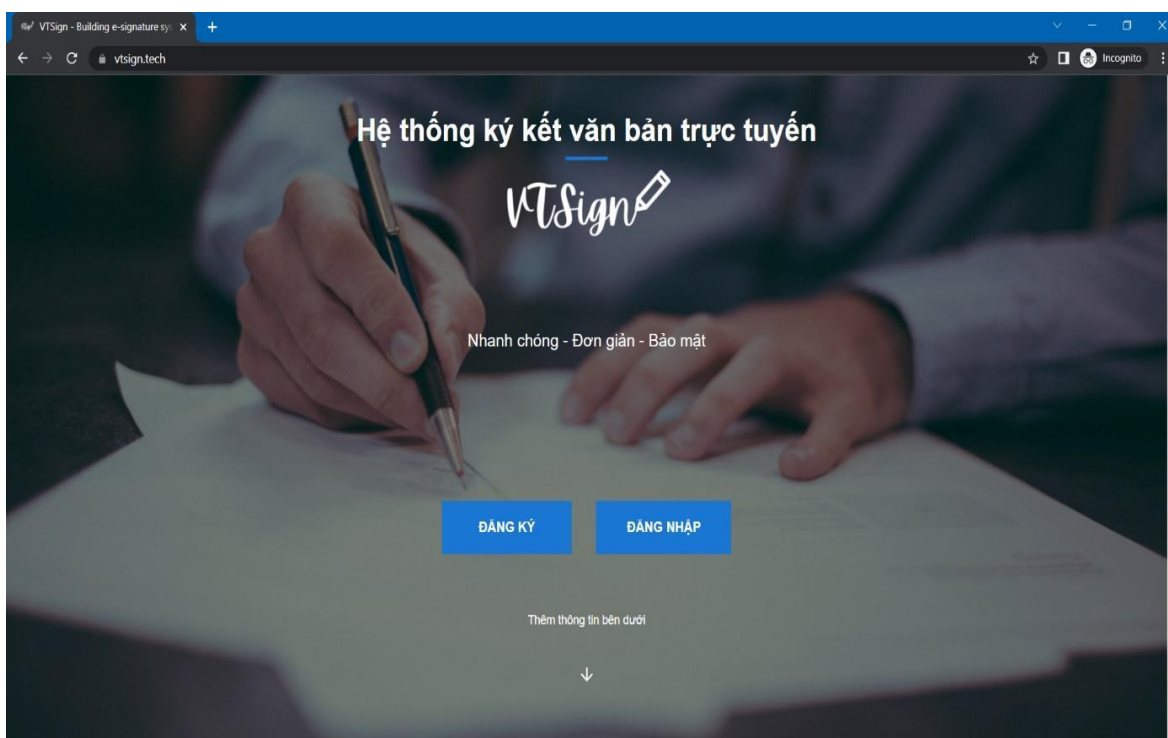 VTSign - Building e-signature sy
vtsign.tech
Incognito
Hệ thống ký kết văn bản trực tuyến
VTSign
Nhanh chóng - Đơn giản - Bảo mật
ĐĂNG KÝ
ĐĂNG NHẬP
Thêm thông tin bên dưới